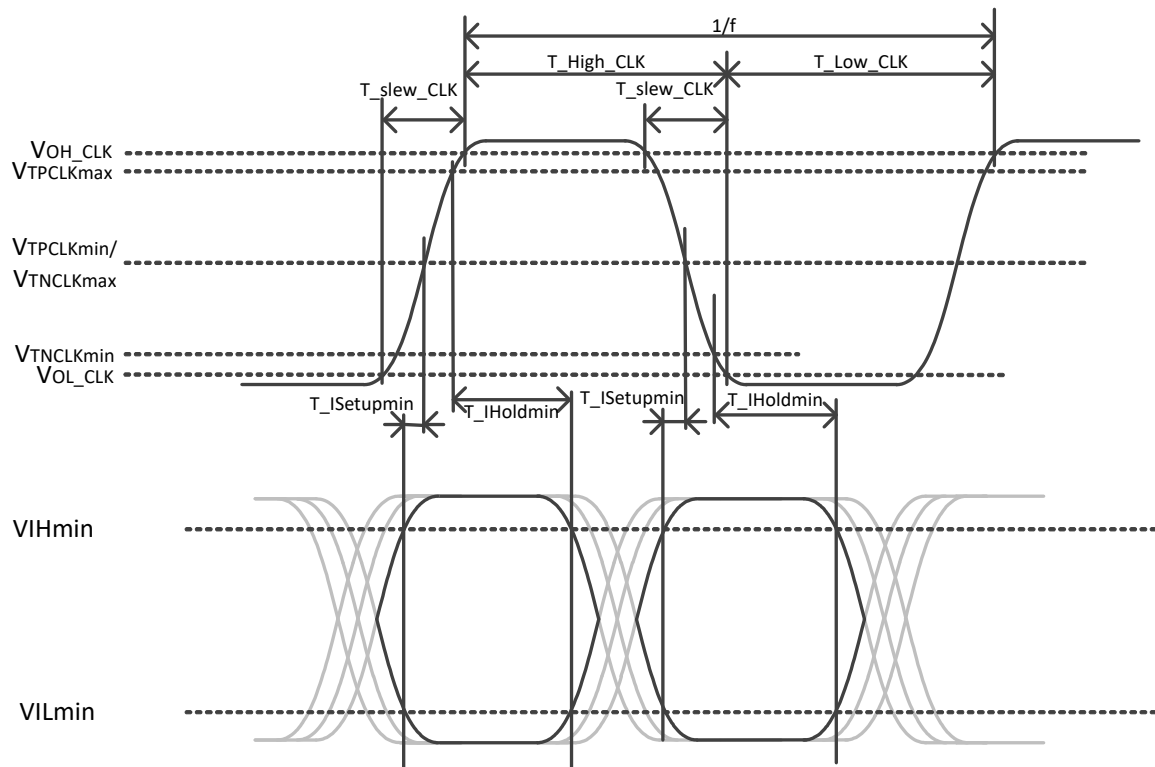 1/f
T_High_CLK
T_Low_CLK
T_slew_CLK
T_slew_CLK
VOH_CLK
VTPCLKmax
VTPCLKmin/
VTNCLKmax
VTNCLKmin
VOL_CLK
T_ISetupmin
T_IHoldmin
T_ISetupmin
T_IHoldmin
VIHmin
VILmin